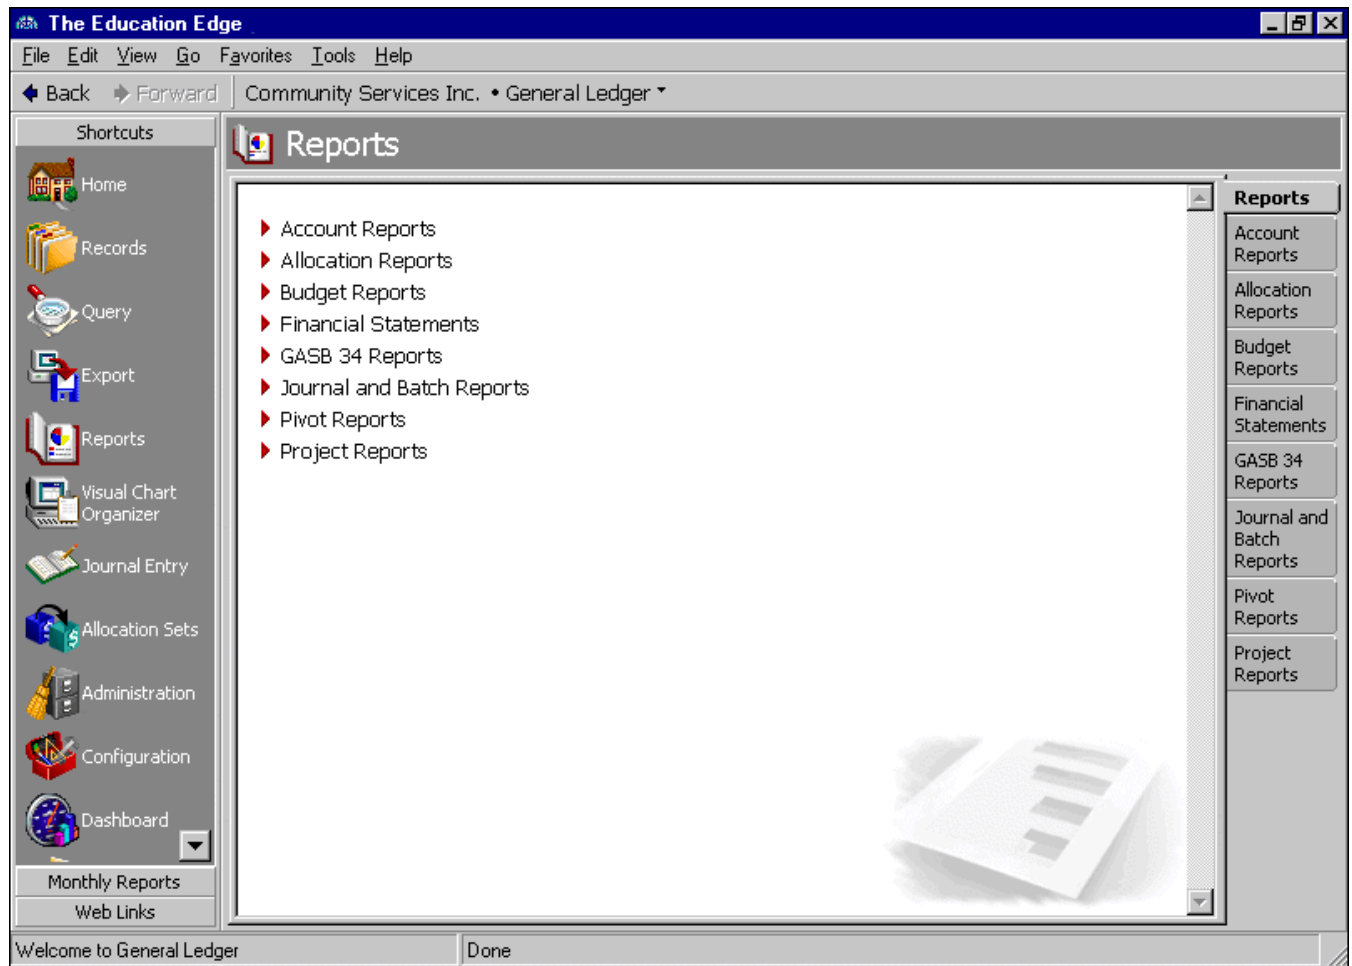 The Education Edge
File Edit View Go Favorites Tools Help
Back Forward Community Services Inc. • General Ledger
Shortcuts
Home
Records
Query
Export
Reports
Visual Chart
Organizer
Journal Entry
Allocation Sets
Administration
Configuration
Dashboard
Monthly Reports
Web Links
Reports
Account Reports
Allocation Reports
Budget Reports
Financial Statements
GASB 34 Reports
Journal and Batch Reports
Pivot Reports
Project Reports
Reports
Account
Reports
Allocation
Reports
Budget
Reports
Financial
Statements
GASB 34
Reports
Journal and
Batch
Reports
Pivot
Reports
Project
Reports
Welcome to General Ledger Done